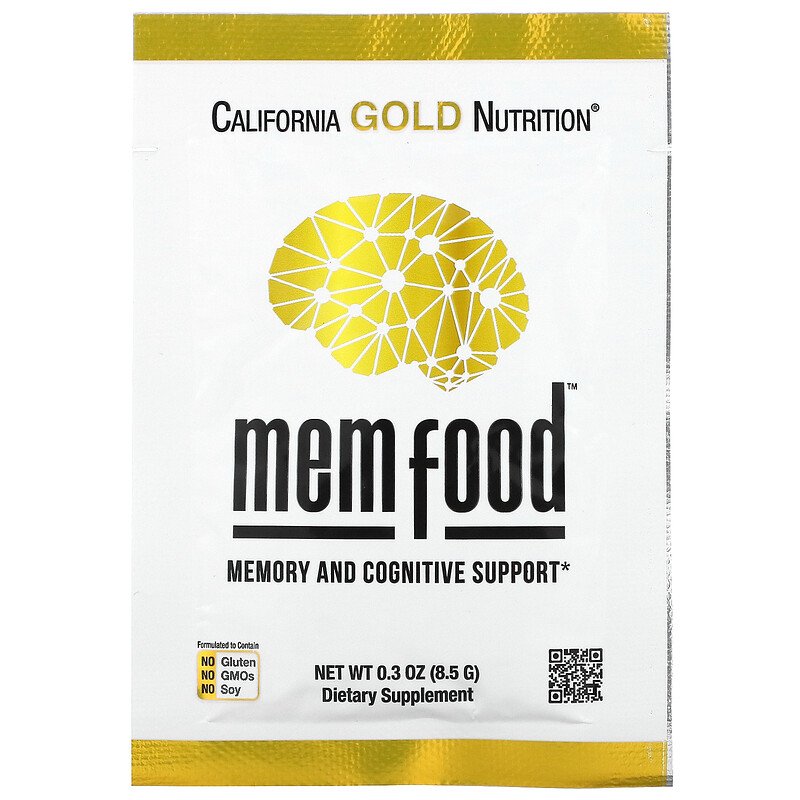 CALIFORNIA GOLD NUTRITION®
mem food™
MEMORY AND COGNITIVE SUPPORT*
Formulated to Contain
NO Gluten
NO GMOs
NO Soy
NET WT 0.3 OZ (8.5 G)
Dietary Supplement